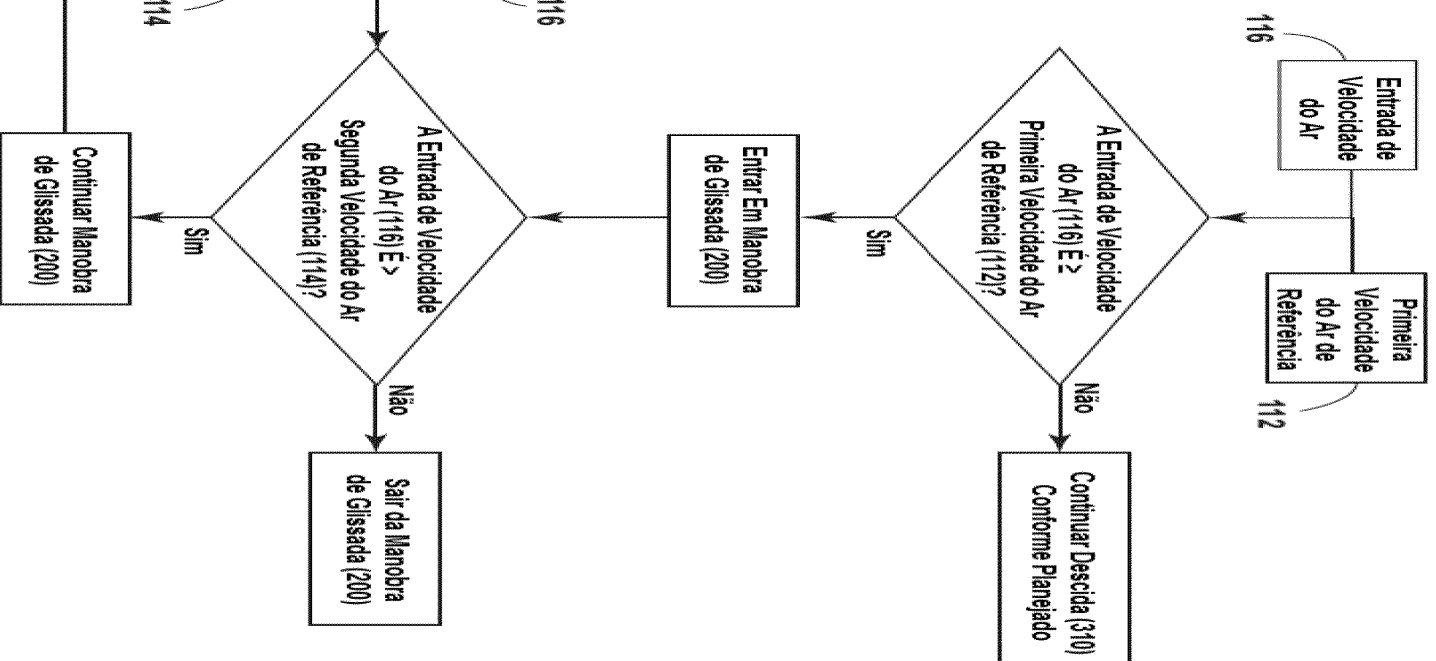 Entrada de
Velocidade
do Ar
116
Primeira
Velocidade
do Ar de
Referência
112
A Entrada de Velocidade
do Ar (116) É ≥
Primeira Velocidade do Ar
de Referência (112)?
Não
Continuar Descida (310)
Conforme Planejado
Sim
Entrar Em Manobra
de Glissada (200)
116
114
A Entrada de Velocidade
do Ar (116) É >
Segunda Velocidade do Ar
de Referência (114)?
Não
Sair da Manobra
de Glissada (200)
Sim
Continuar Manobra
de Glissada (200)